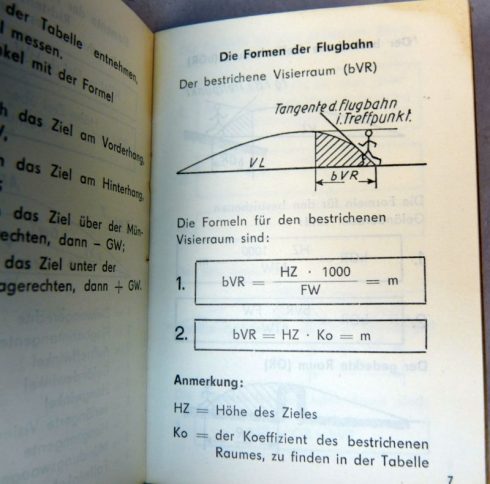 der Tabelle entnehmen,
l messen.
nkel mit der Formel
h das Ziel am Vorderhang,
n das Ziel am Hinterhang,
das Ziel über der Mün-
rechten, dann – GW;
das Ziel unter der
agerechten, dann + GW.
Die Formen der Flugbahn
Der bestrichene Visierraum (bVR)
Tangente d. Flugbahn
i. Treffpunkt.
VL
bVR
Die Formeln für den bestrichenen
Visierraum sind:
1. bVR = HZ · 1000 / FW = m
2. bVR = HZ · Ko = m
Anmerkung:
HZ = Höhe des Zieles
Ko = der Koeffizient des bestrichenen
Raumes, zu finden in der Tabelle
7